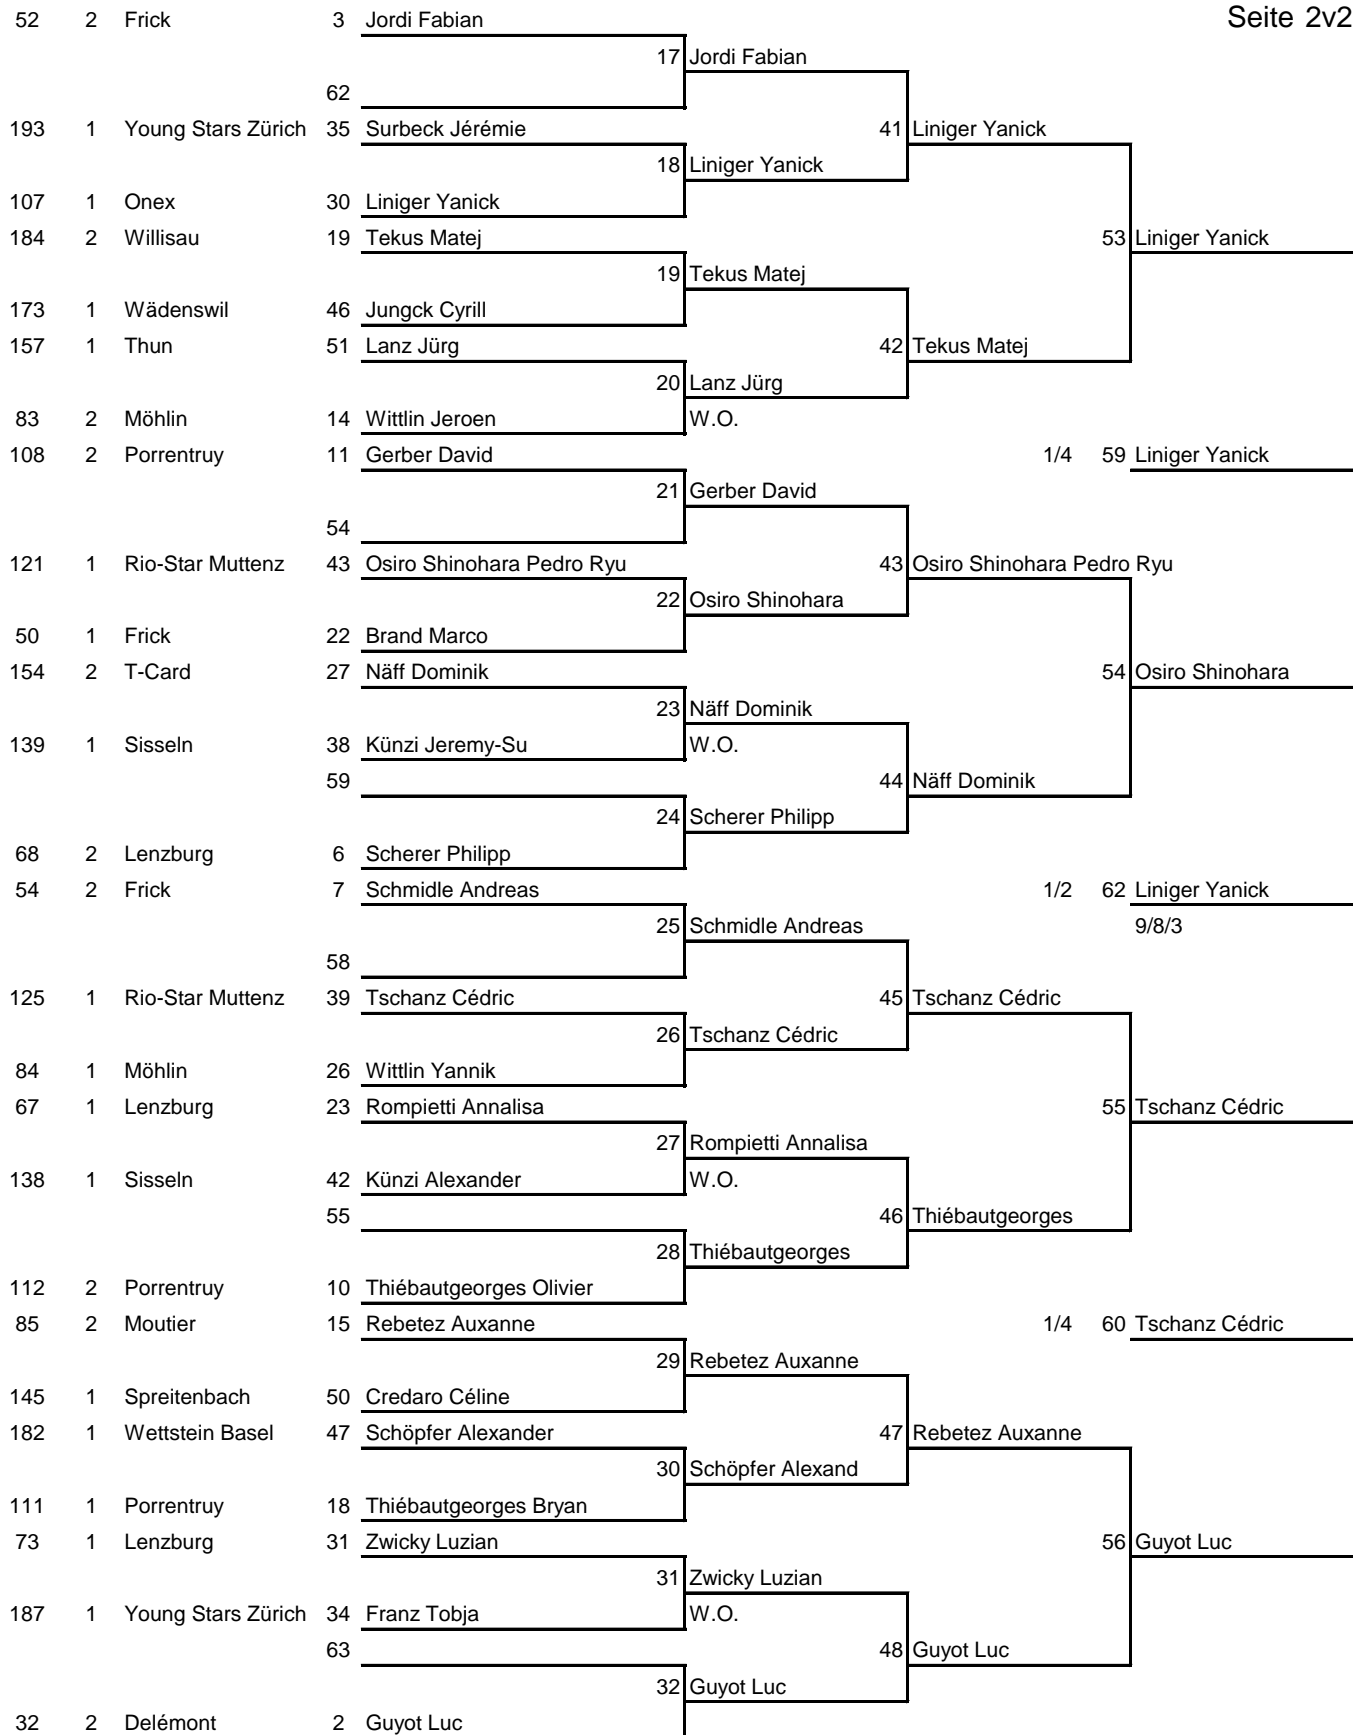 52 2 Frick 3 Jordi Fabian Seite 2v2
17 Jordi Fabian
62
193 1 Young Stars Zürich 35 Surbeck Jérémie 41 Liniger Yanick
18 Liniger Yanick
107 1 Onex 30 Liniger Yanick
184 2 Willisau 19 Tekus Matej 53 Liniger Yanick
19 Tekus Matej
173 1 Wädenswil 46 Jungck Cyrill
157 1 Thun 51 Lanz Jürg 42 Tekus Matej
20 Lanz Jürg
83 2 Möhlin 14 Wittlin Jeroen W.O.
108 2 Porrentruy 11 Gerber David 1/4 59 Liniger Yanick
21 Gerber David
54
121 1 Rio-Star Muttenz 43 Osiro Shinohara Pedro Ryu 43 Osiro Shinohara Pedro Ryu
22 Osiro Shinohara
50 1 Frick 22 Brand Marco
154 2 T-Card 27 Näff Dominik 54 Osiro Shinohara
23 Näff Dominik
139 1 Sisseln 38 Künzi Jeremy-Su W.O.
59 44 Näff Dominik
24 Scherer Philipp
68 2 Lenzburg 6 Scherer Philipp
54 2 Frick 7 Schmidle Andreas 1/2 62 Liniger Yanick
25 Schmidle Andreas 9/8/3
58
125 1 Rio-Star Muttenz 39 Tschanz Cédric 45 Tschanz Cédric
26 Tschanz Cédric
84 1 Möhlin 26 Wittlin Yannik
67 1 Lenzburg 23 Rompietti Annalisa 55 Tschanz Cédric
27 Rompietti Annalisa
138 1 Sisseln 42 Künzi Alexander W.O.
55 46 Thiébautgeorges
28 Thiébautgeorges
112 2 Porrentruy 10 Thiébautgeorges Olivier
85 2 Moutier 15 Rebetez Auxanne 1/4 60 Tschanz Cédric
29 Rebetez Auxanne
145 1 Spreitenbach 50 Credaro Céline
182 1 Wettstein Basel 47 Schöpfer Alexander 47 Rebetez Auxanne
30 Schöpfer Alexand
111 1 Porrentruy 18 Thiébautgeorges Bryan
73 1 Lenzburg 31 Zwicky Luzian 56 Guyot Luc
31 Zwicky Luzian
187 1 Young Stars Zürich 34 Franz Tobja W.O.
63 48 Guyot Luc
32 Guyot Luc
32 2 Delémont 2 Guyot Luc